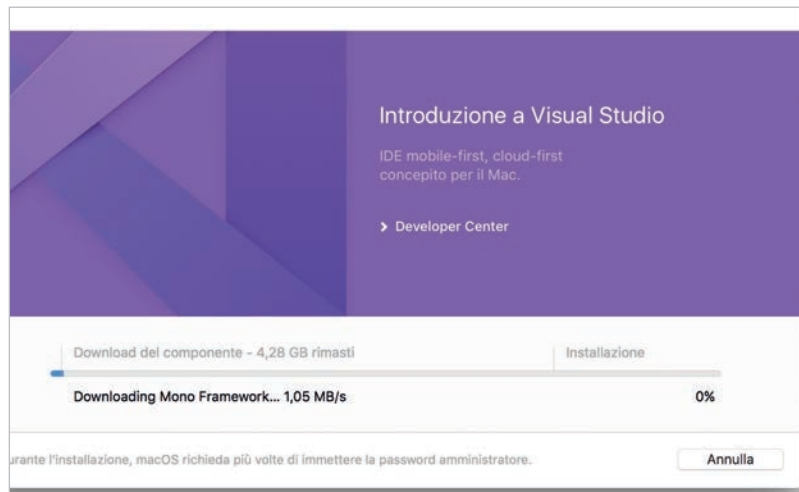 Introduzione a Visual Studio
IDE mobile-first, cloud-first
concepito per il Mac.
Developer Center
Download del componente - 4,28 GB rimasti
Installazione
Downloading Mono Framework... 1,05 MB/s
0%
l'installazione, macOS richieda più volte di immettere la password amministratore.
Annulla